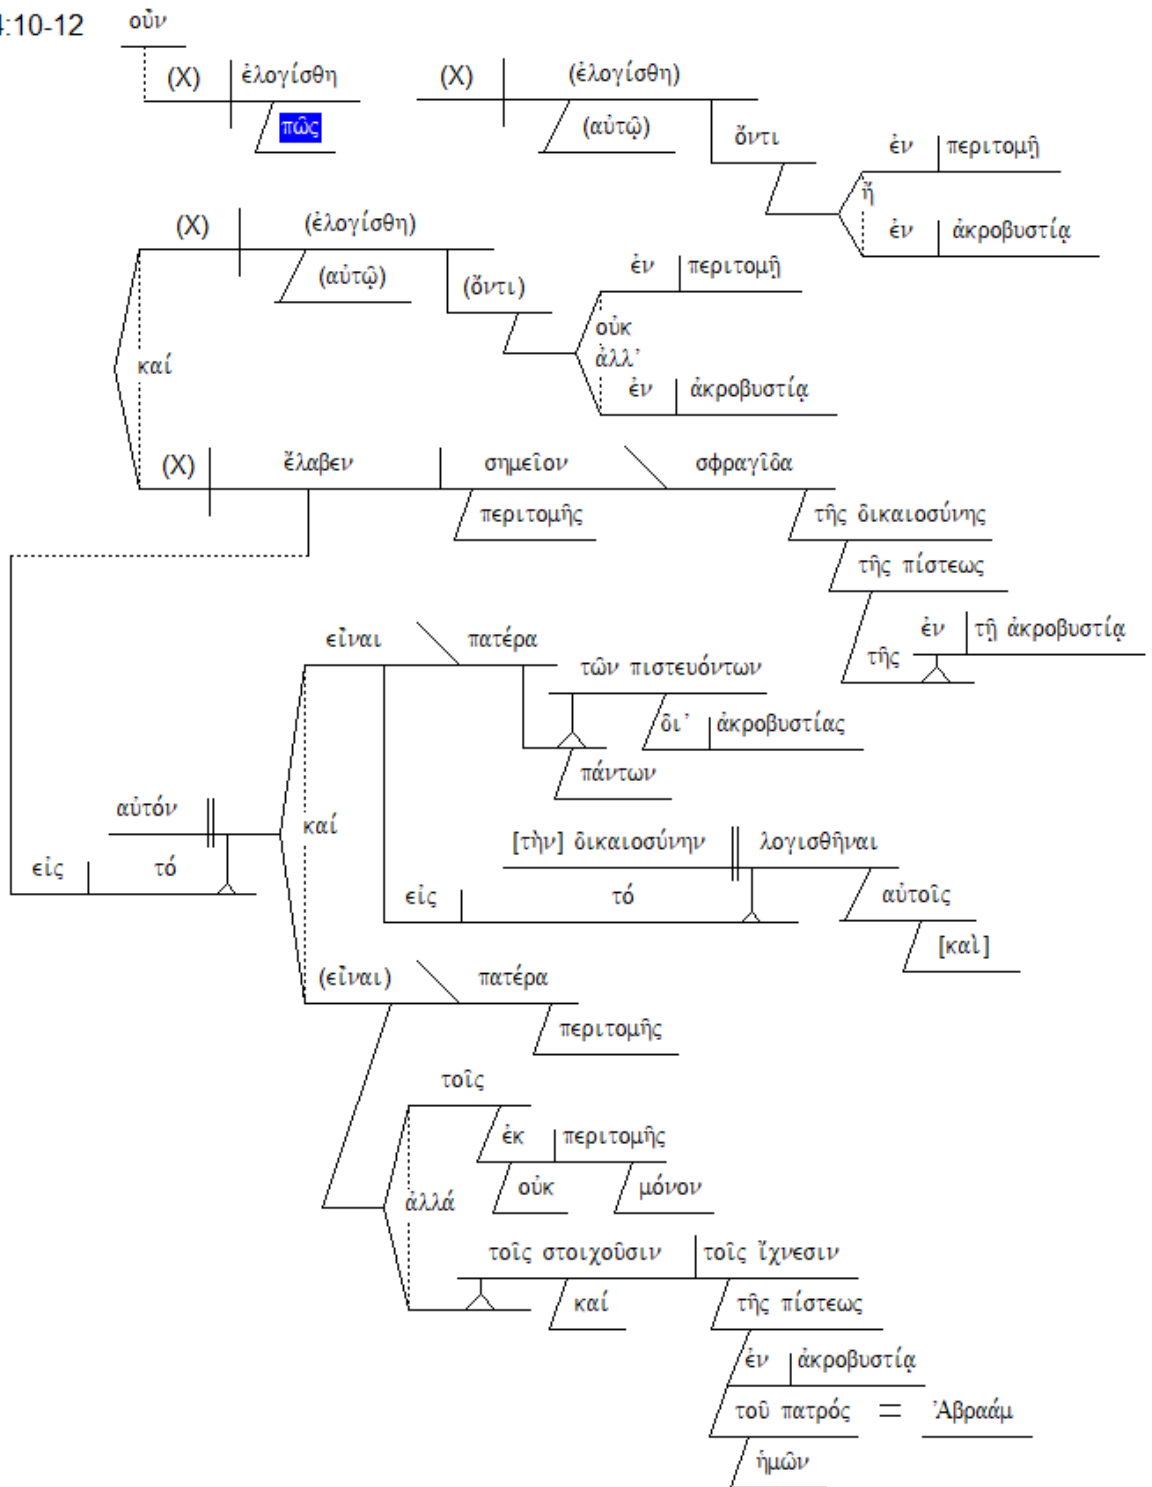 4:10-12 οὖν
(X) ἐλογίσθη (X) (ἐλογίσθη)
πῶς (αὐτῷ) ὄντι ἐν περιτομῇ
ἤ
(X) (ἐλογίσθη) ἐν ἀκροβυστίᾳ
(αὐτῷ) (ὄντι) ἐν περιτομῇ
οὐκ
καί ἀλλ’
ἐν ἀκροβυστίᾳ
(X) ἔλαβεν σημεῖον σφραγῖδα
περιτομῆς τῆς δικαιοσύνης
τῆς πίστεως
εἶναι πατέρα ἐν τῇ ἀκροβυστίᾳ
τῶν πιστευόντων τῆς
δι’ ἀκροβυστίας
πάντων
αὐτόν καί
[τὴν] δικαιοσύνην λογισθῆναι
εἰς τό εἰς τό αὐτοῖς
[καὶ]
(εἶναι) πατέρα
περιτομῆς
τοῖς
ἐκ περιτομῆς
ἀλλά οὐκ μόνον
τοῖς στοιχοῦσιν τοῖς ἴχνεσιν
καί τῆς πίστεως
ἐν ἀκροβυστίᾳ
τοῦ πατρός = Ἀβραάμ
ἡμῶν